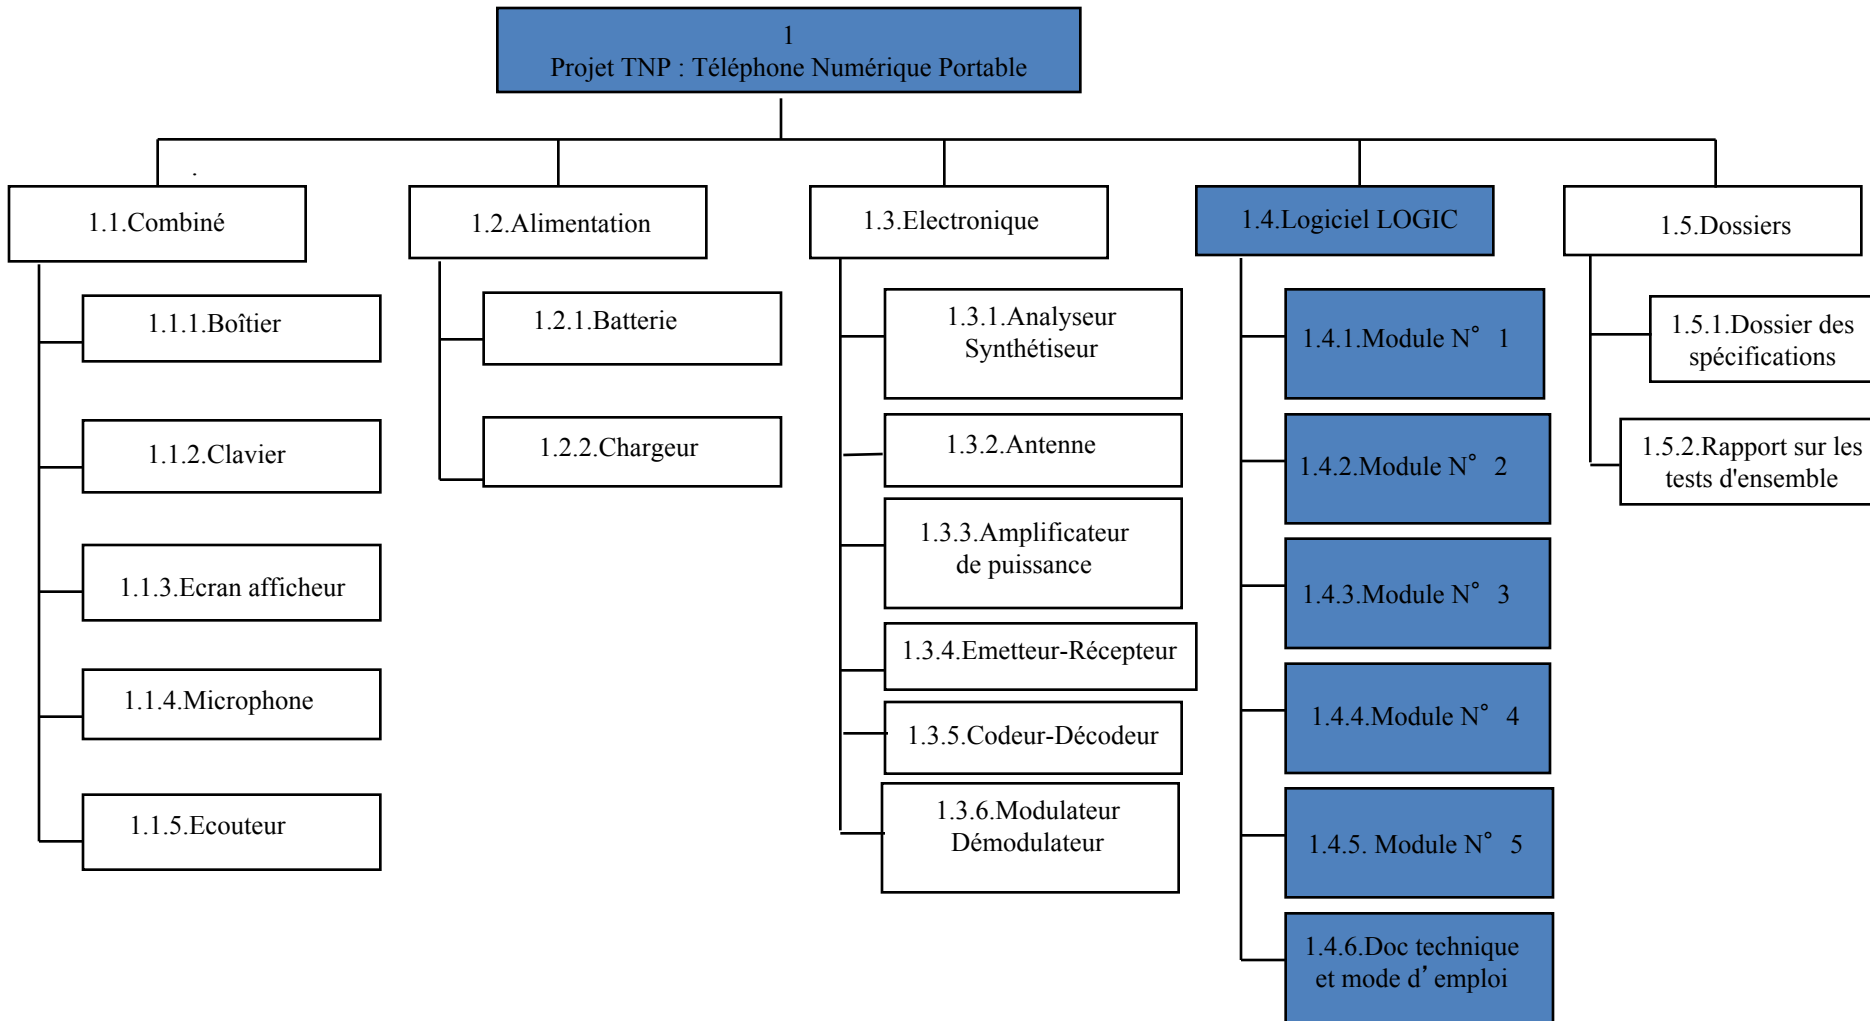 1
Projet TNP : Téléphone Numérique Portable
1.1.Combiné
1.1.1.Boîtier
1.1.2.Clavier
1.1.3.Ecran afficheur
1.1.4.Microphone
1.1.5.Ecouteur
1.2.Alimentation
1.2.1.Batterie
1.2.2.Chargeur
1.3.Electronique
1.3.1.Analyseur
Synthétiseur
1.3.2.Antenne
1.3.3.Amplificateur
de puissance
1.3.4.Emetteur-Récepteur
1.3.5.Codeur-Décodeur
1.3.6.Modulateur
Démodulateur
1.4.Logiciel LOGIC
1.4.1.Module N° 1
1.4.2.Module N° 2
1.4.3.Module N° 3
1.4.4.Module N° 4
1.4.5. Module N° 5
1.4.6.Doc technique
et mode d’emploi
1.5.Dossiers
1.5.1.Dossier des
spécifications
1.5.2.Rapport sur les
tests d'ensemble